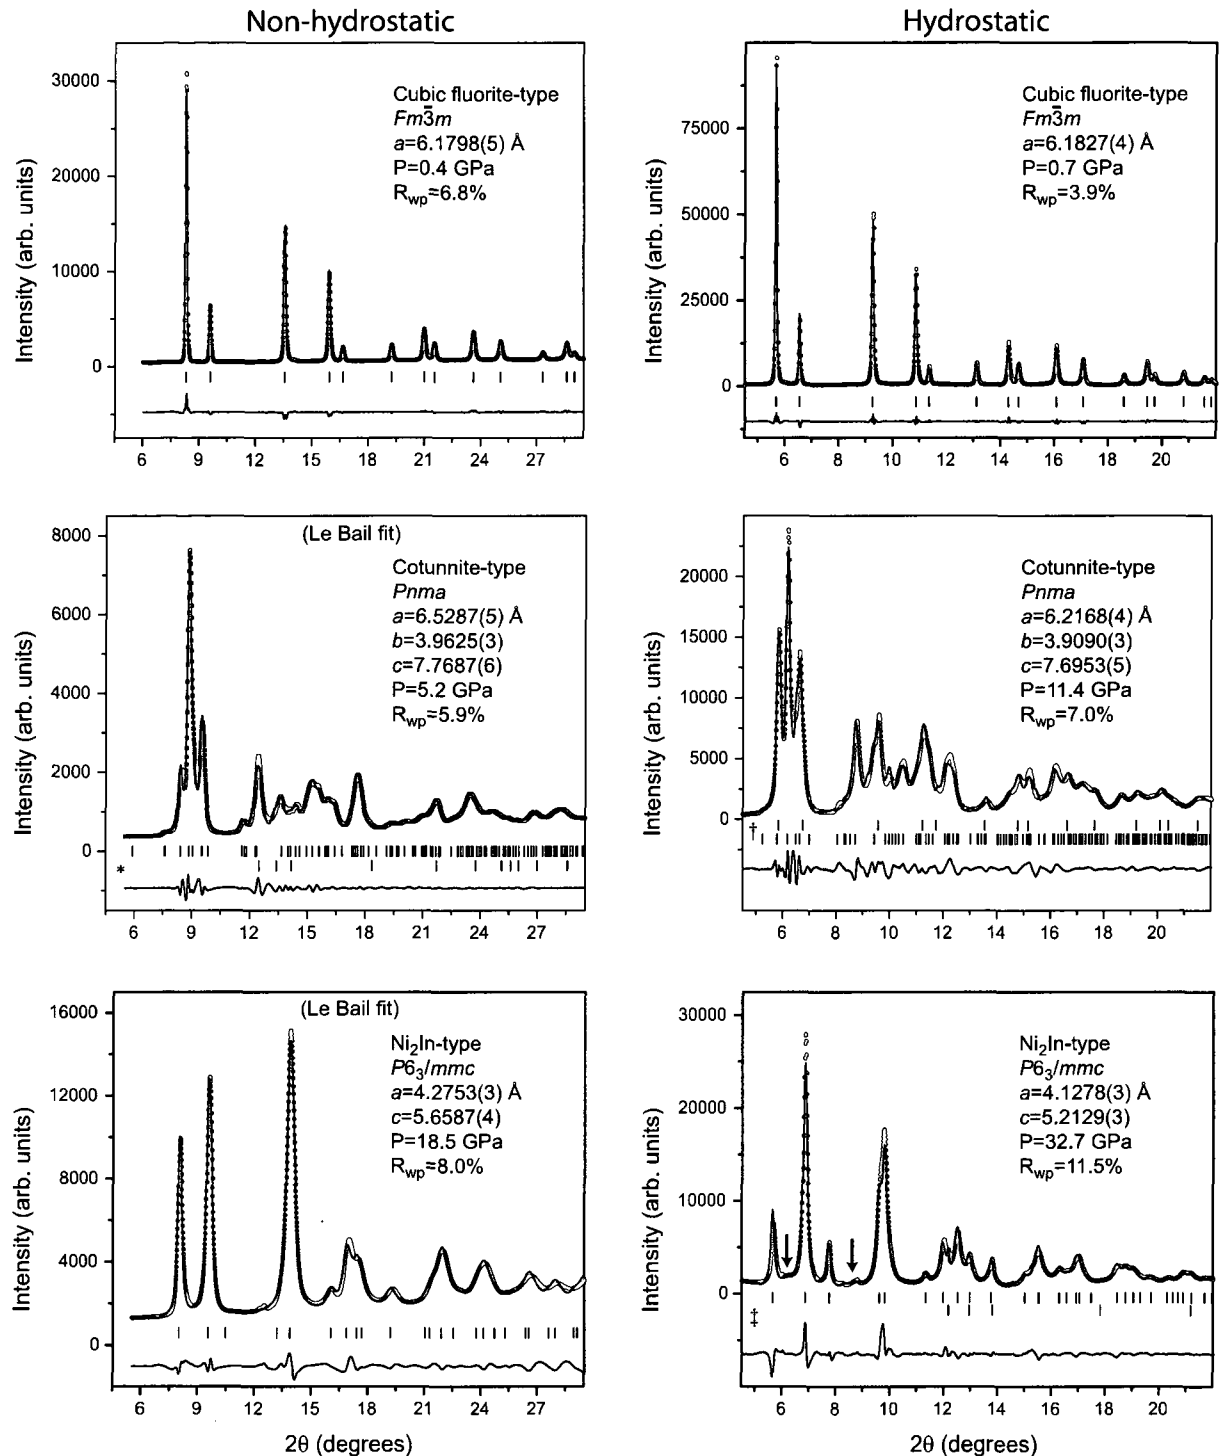 Non-hydrostatic
Hydrostatic
Intensity (arb. units)
30000
20000
10000
0
Cubic fluorite-type
Fm3̄m
a=6.1798(5) Å
P=0.4 GPa
Rwp=6.8%
6 9 12 15 18 21 24 27
Intensity (arb. units)
75000
50000
25000
0
Cubic fluorite-type
Fm3̄m
a=6.1827(4) Å
P=0.7 GPa
Rwp=3.9%
6 8 10 12 14 16 18 20
Intensity (arb. units)
8000
6000
4000
2000
0
*
(Le Bail fit)
Cotunnite-type
Pnma
a=6.5287(5) Å
b=3.9625(3)
c=7.7687(6)
P=5.2 GPa
Rwp=5.9%
6 9 12 15 18 21 24 27
Intensity (arb. units)
20000
15000
10000
5000
0
†
Cotunnite-type
Pnma
a=6.2168(4) Å
b=3.9090(3)
c=7.6953(5)
P=11.4 GPa
Rwp=7.0%
6 8 10 12 14 16 18 20
Intensity (arb. units)
16000
12000
8000
4000
0
(Le Bail fit)
Ni2In-type
P63/mmc
a=4.2753(3) Å
c=5.6587(4)
P=18.5 GPa
Rwp=8.0%
6 9 12 15 18 21 24 27
2θ (degrees)
Intensity (arb. units)
30000
20000
10000
0
‡
Ni2In-type
P63/mmc
a=4.1278(3) Å
c=5.2129(3)
P=32.7 GPa
Rwp=11.5%
6 8 10 12 14 16 18 20
2θ (degrees)